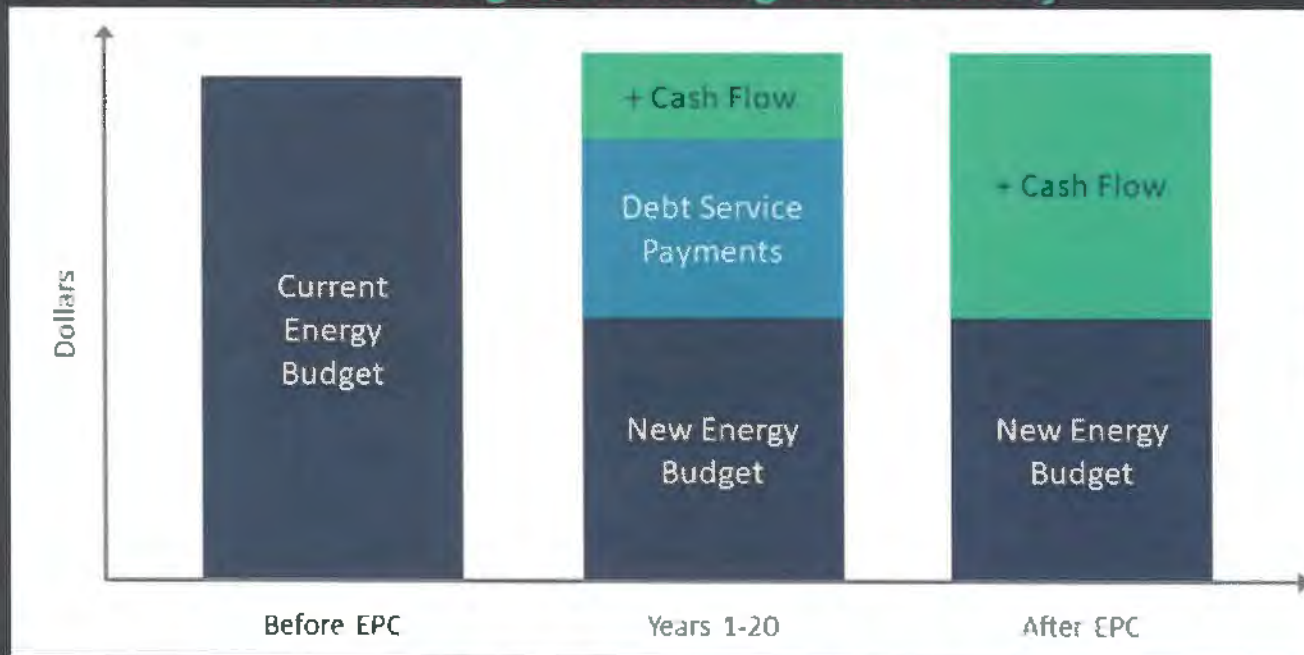 Dollars
Current
Energy
Budget
+ Cash Flow
Debt Service
Payments
New Energy
Budget
+ Cash Flow
New Energy
Budget
Before EPC
Years 1-20
After EPC